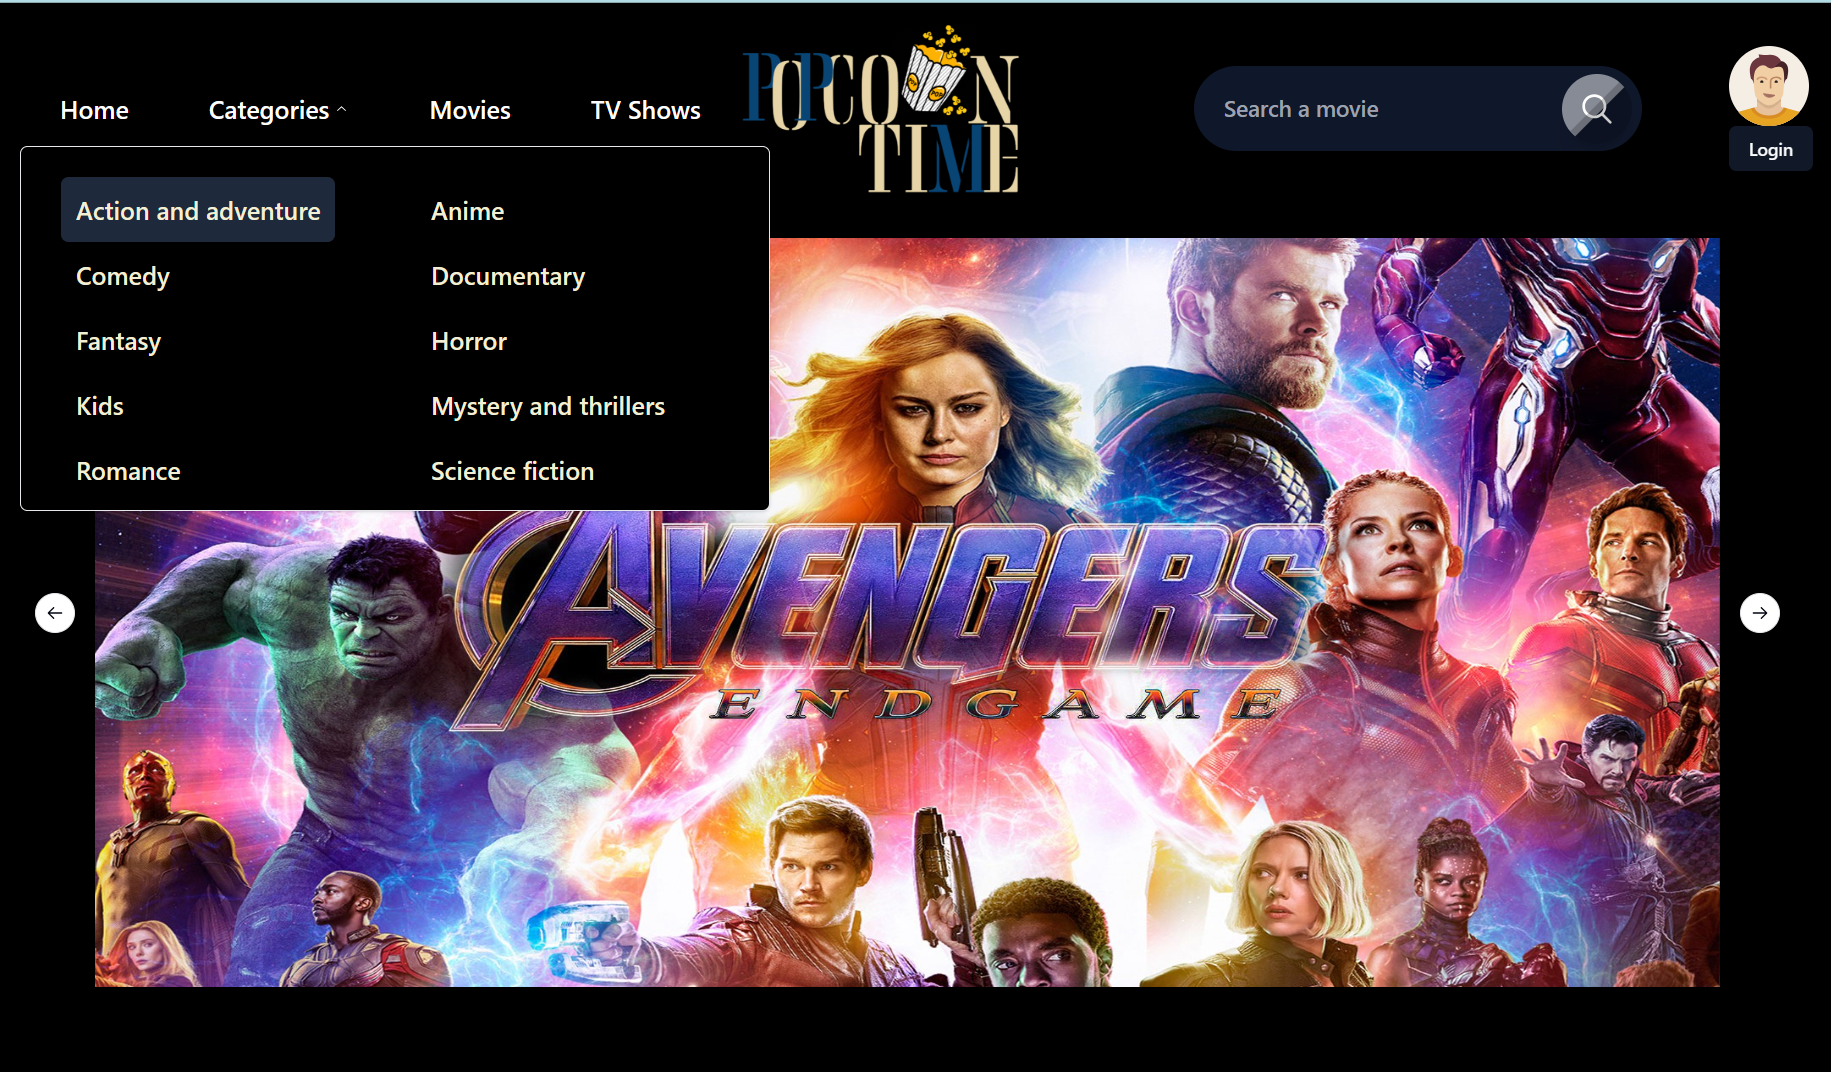 Home
Categories
Movies
TV Shows
POPCO N
TIME
Search a movie
Login
Action and adventure
Anime
Comedy
Documentary
Fantasy
Horror
Kids
Mystery and thrillers
Romance
Science fiction
AVENGERS
ENDGAME